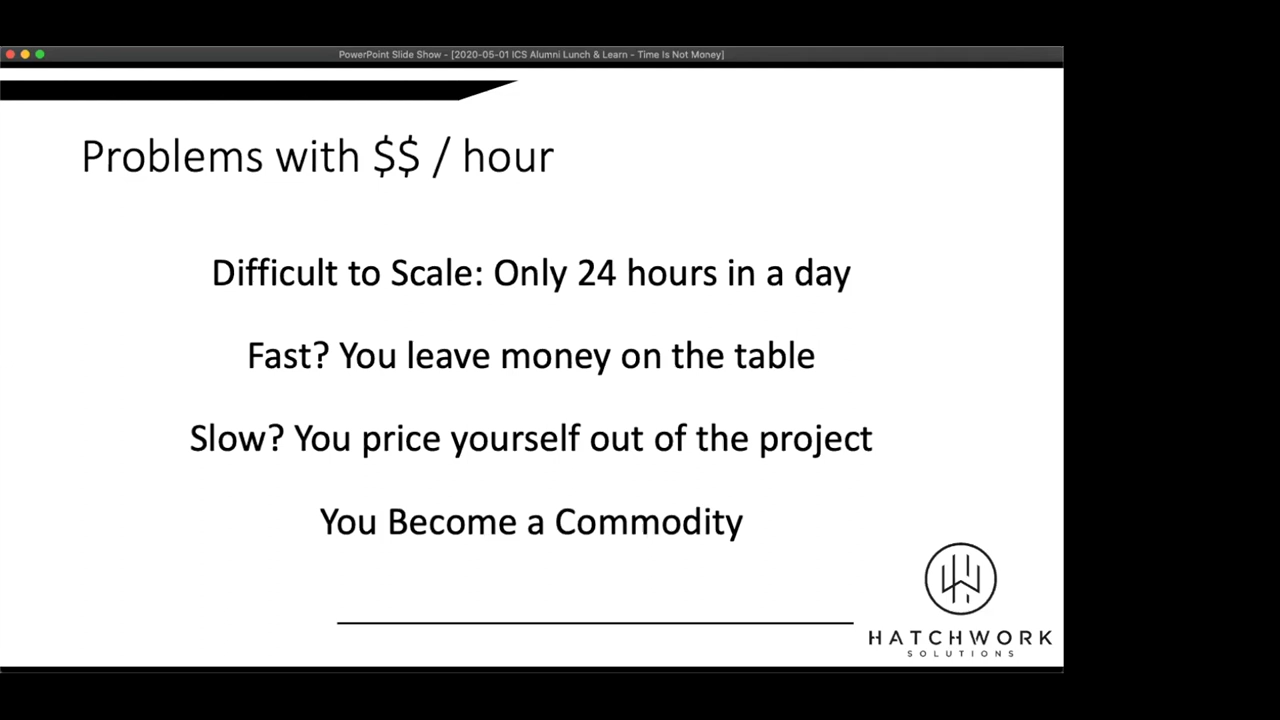 PowerPoint Slide Show - [2020-05-01 ICS Alumni Lunch & Learn - Time Is Not Money]
Problems with $$ / hour
Difficult to Scale: Only 24 hours in a day
Fast? You leave money on the table
Slow? You price yourself out of the project
You Become a Commodity
HATCHWORK
SOLUTIONS